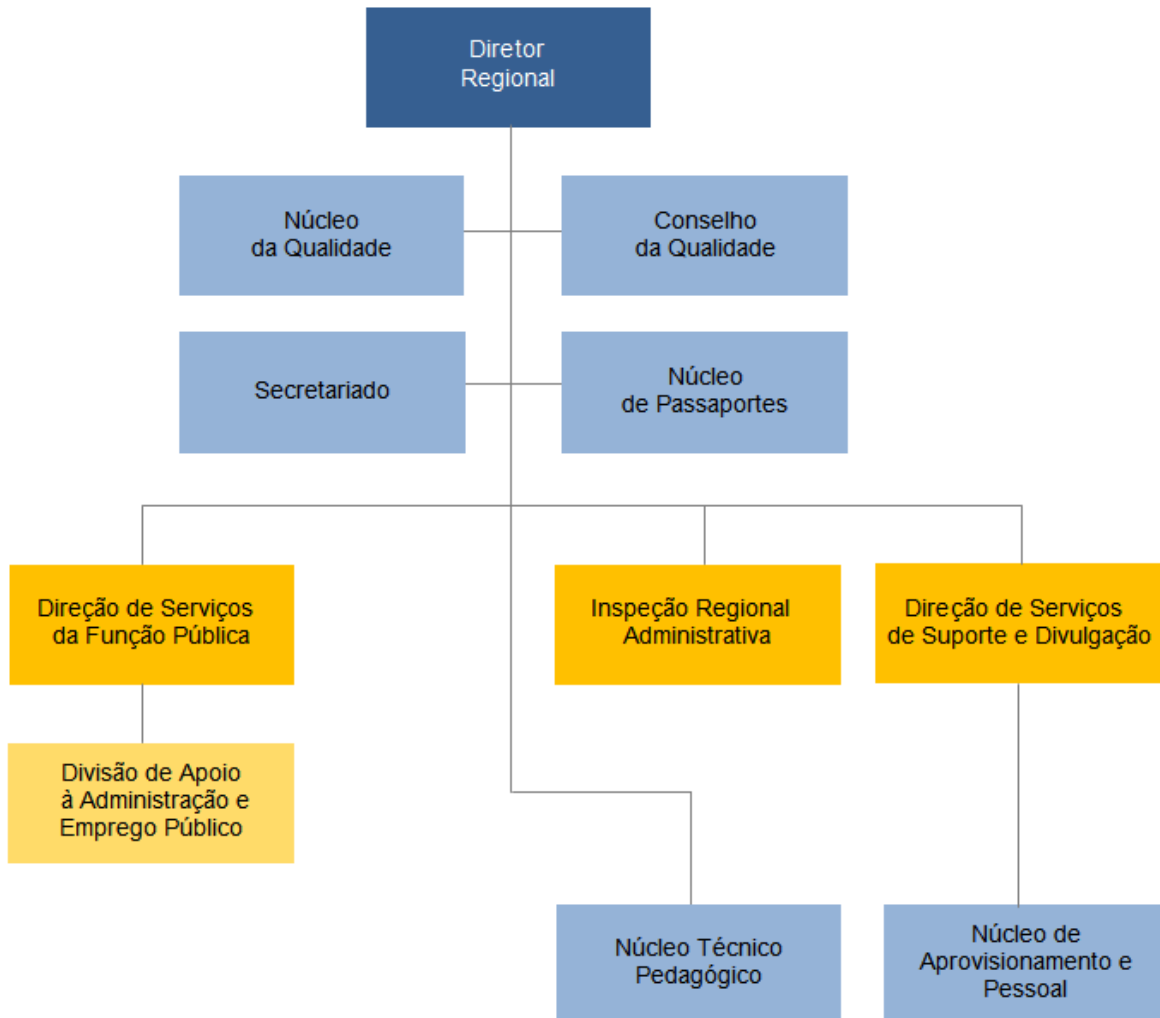 Diretor
Regional
Núcleo
da Qualidade
Conselho
da Qualidade
Secretariado
Núcleo
de Passaportes
Direção de Serviços
da Função Pública
Inspeção Regional
Administrativa
Direção de Serviços
de Suporte e Divulgação
Divisão de Apoio
à Administração e
Emprego Público
Núcleo Técnico
Pedagógico
Núcleo de
Aprovisionamento e
Pessoal